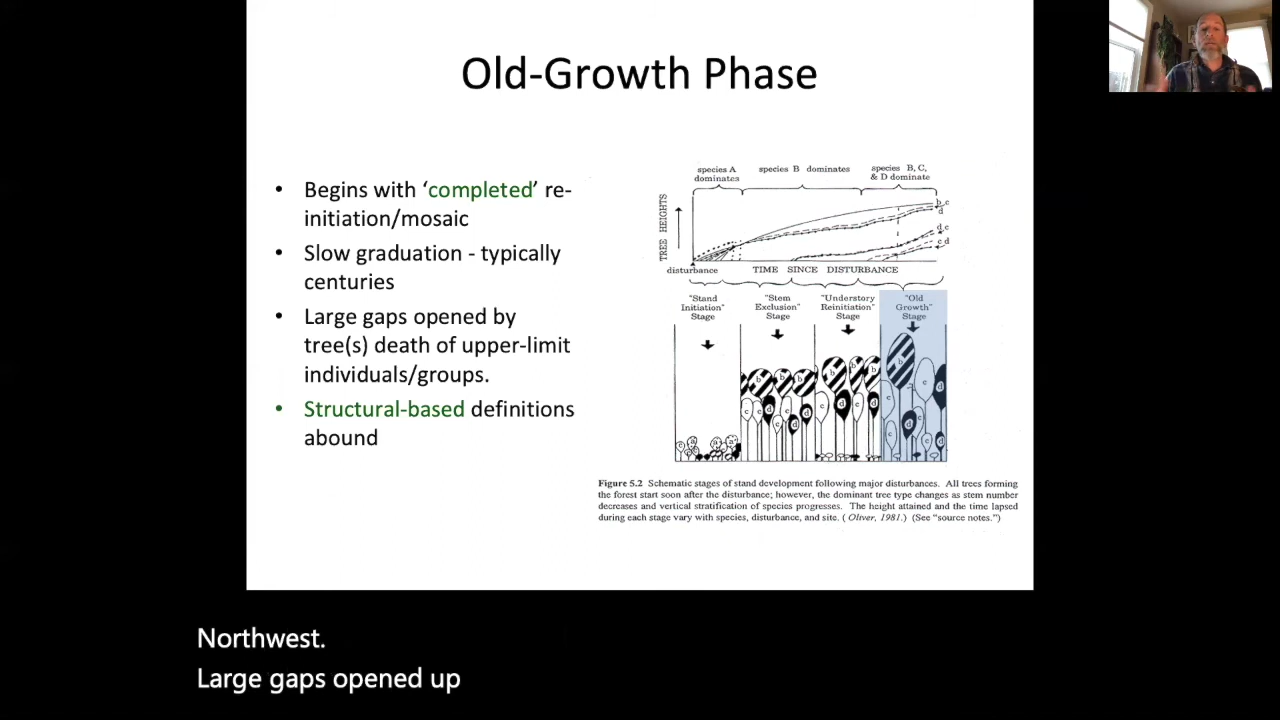 Old-Growth Phase
• Begins with ‘completed’ re-
initiation/mosaic
• Slow graduation - typically
centuries
• Large gaps opened by
tree(s) death of upper-limit
individuals/groups.
• Structural-based definitions
abound
species A
dominates
species B dominates
species B, C,
& D dominate
TREE HEIGHTS
b c
d
d c
c d
disturbance
TIME SINCE DISTURBANCE
"Stand
Initiation"
Stage
"Stem
Exclusion"
Stage
"Understory
Reinitiation"
Stage
"Old
Growth"
Stage
Figure 5.2 Schematic stages of stand development following major disturbances. All trees forming
the forest start soon after the disturbance; however, the dominant tree type changes as stem number
decreases and vertical stratification of species progresses. The height attained and the time lapsed
during each stage vary with species, disturbance, and site. ( Oliver, 1981.) (See “source notes.”)
Northwest.
Large gaps opened up